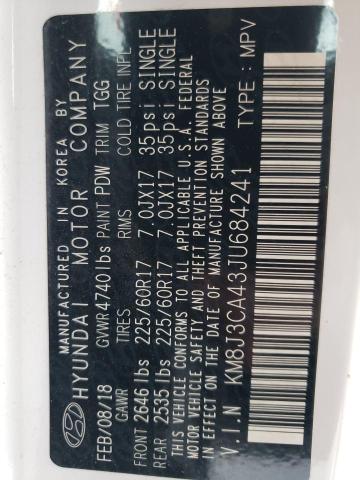 MANUFACTURED IN KOREA BY
HYUNDAI MOTOR COMPANY
FEB/08/18 GVWR 4740 lbs PAINT PDW TRIM TGG
GAWR TIRES RIMS COLD TIRE INPL
FRONT 2646 lbs 225/60R17 7.0JX17 35psi SINGLE
REAR 2535 lbs 225/60R17 7.0JX17 35psi SINGLE
THIS VEHICLE CONFORMS TO ALL APPLICABLE U.S.A. FEDERAL
MOTOR VEHICLE SAFETY AND THEFT PREVENTION STANDARDS
IN EFFECT ON THE DATE OF MANUFACTURE SHOWN ABOVE
V.I.N KM8J3CA43JU684241 TYPE : MPV